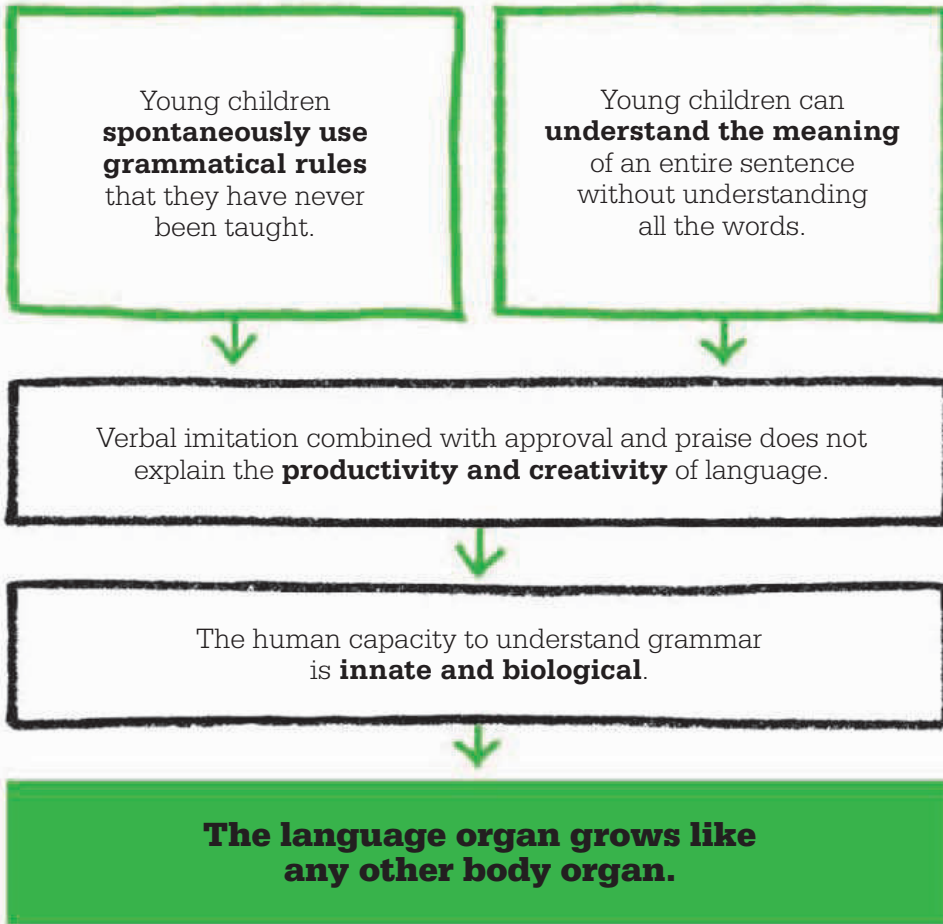 Young children
spontaneously use
grammatical rules
that they have never
been taught.
Young children can
understand the meaning
of an entire sentence
without understanding
all the words.
Verbal imitation combined with approval and praise does not
explain the productivity and creativity of language.
The human capacity to understand grammar
is innate and biological.
The language organ grows like
any other body organ.